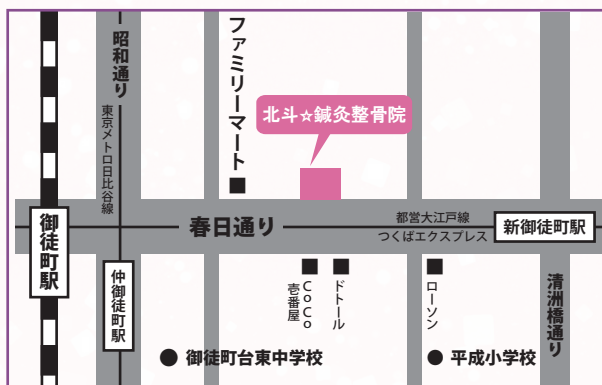 昭和通り
東京メトロ日比谷線
ファミリーマート
北斗☆鍼灸整骨院
御徒町駅
仲御徒町駅
春日通り
都営大江戸線
つくばエクスプレス
新御徒町駅
CoCo
壱番屋
ドトール
ローソン
清洲橋通り
御徒町台東中学校
平成小学校